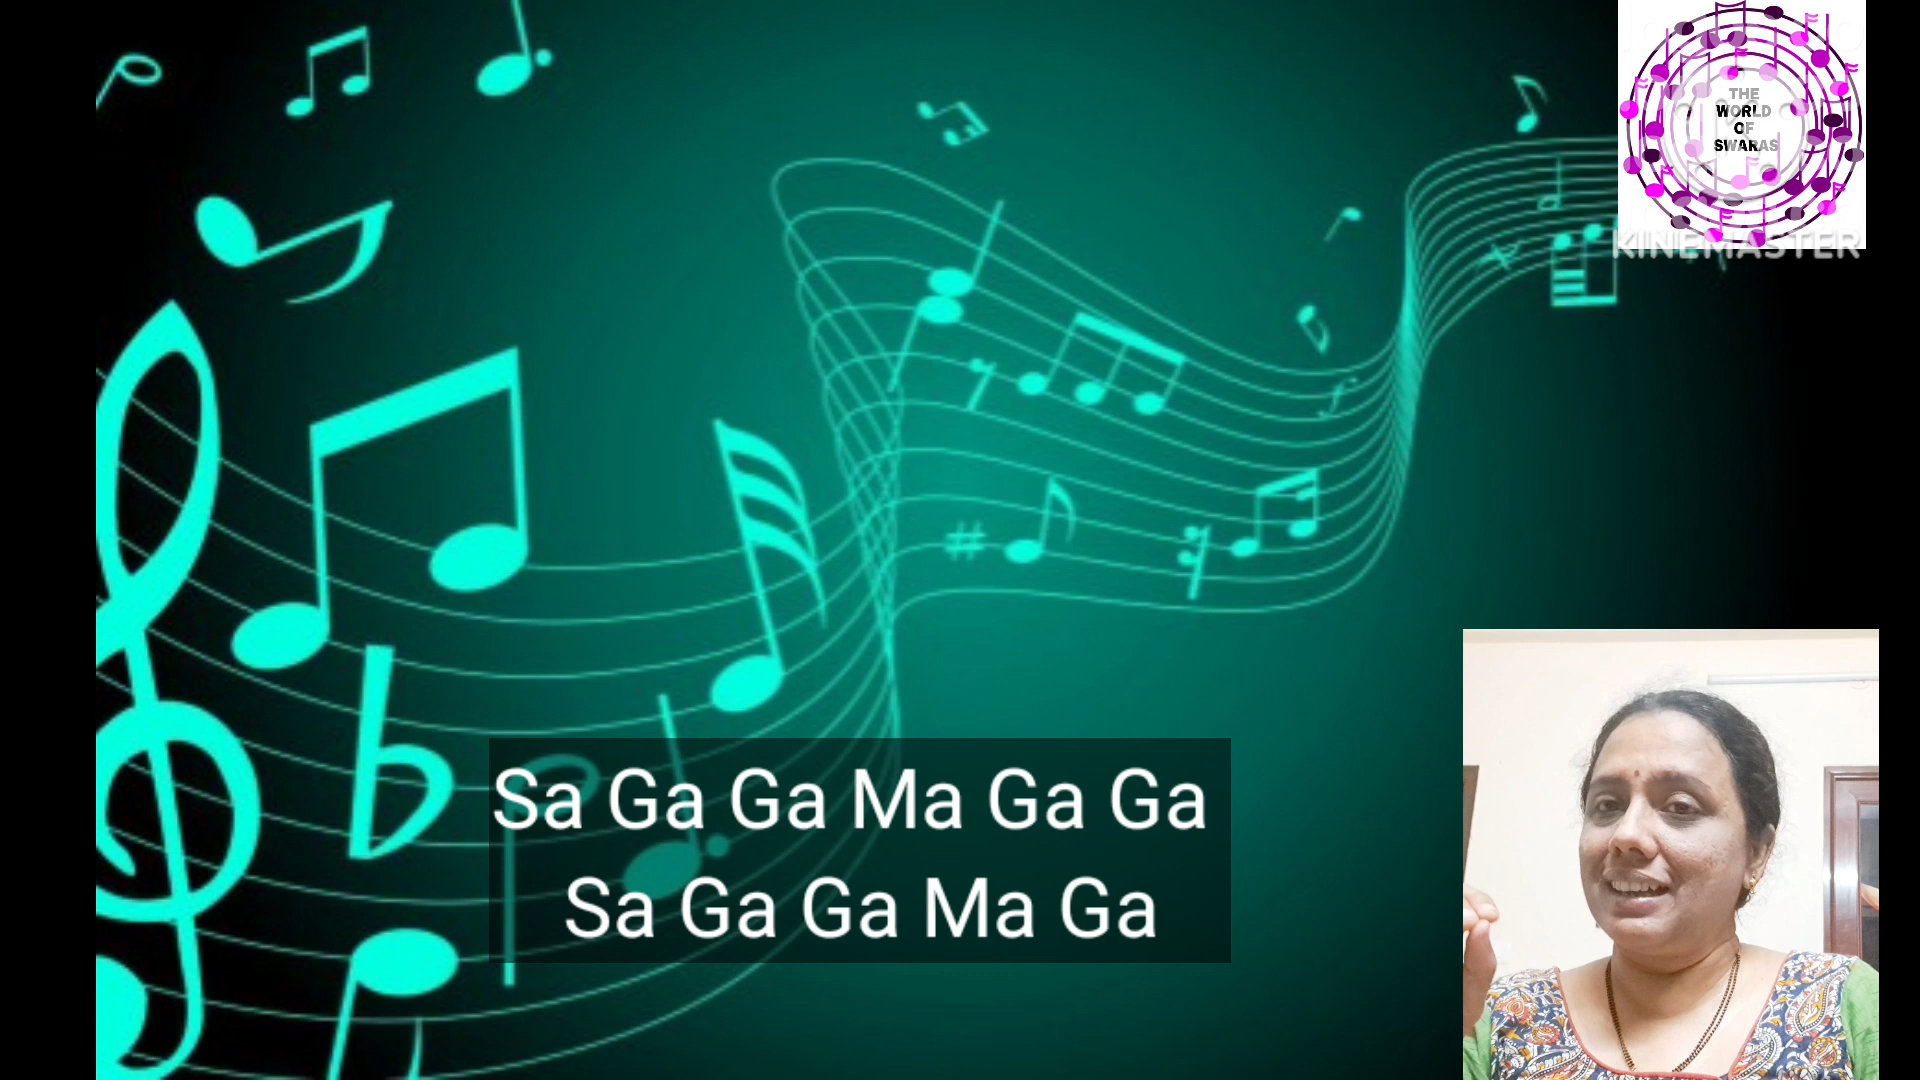 THE
WORLD
OF
SWARAS
KINEMASTER
Sa Ga Ga Ma Ga Ga
Sa Ga Ga Ma Ga